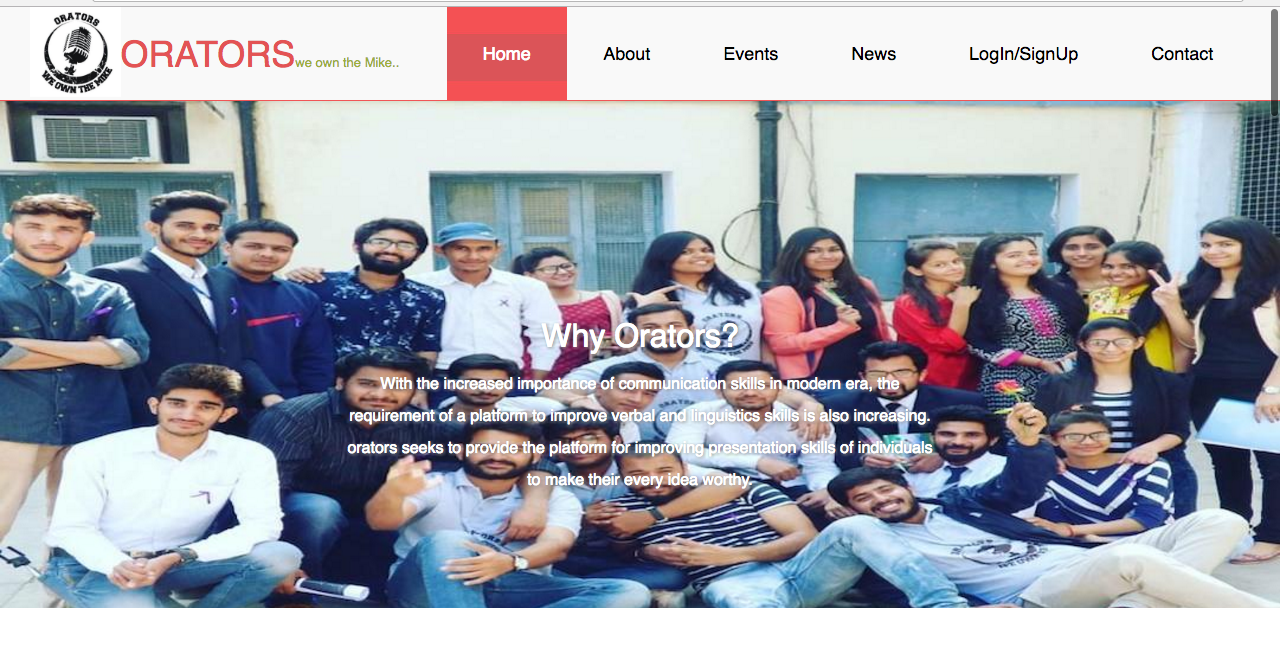 ORATORS
WE OWN THE MIKE
ORATORS we own the Mike..
Home About Events News LogIn/SignUp Contact
Why Orators?
With the increased importance of communication skills in modern era, the
requirement of a platform to improve verbal and linguistics skills is also increasing.
orators seeks to provide the platform for improving presentation skills of individuals
to make their every idea worthy.
ORATORS